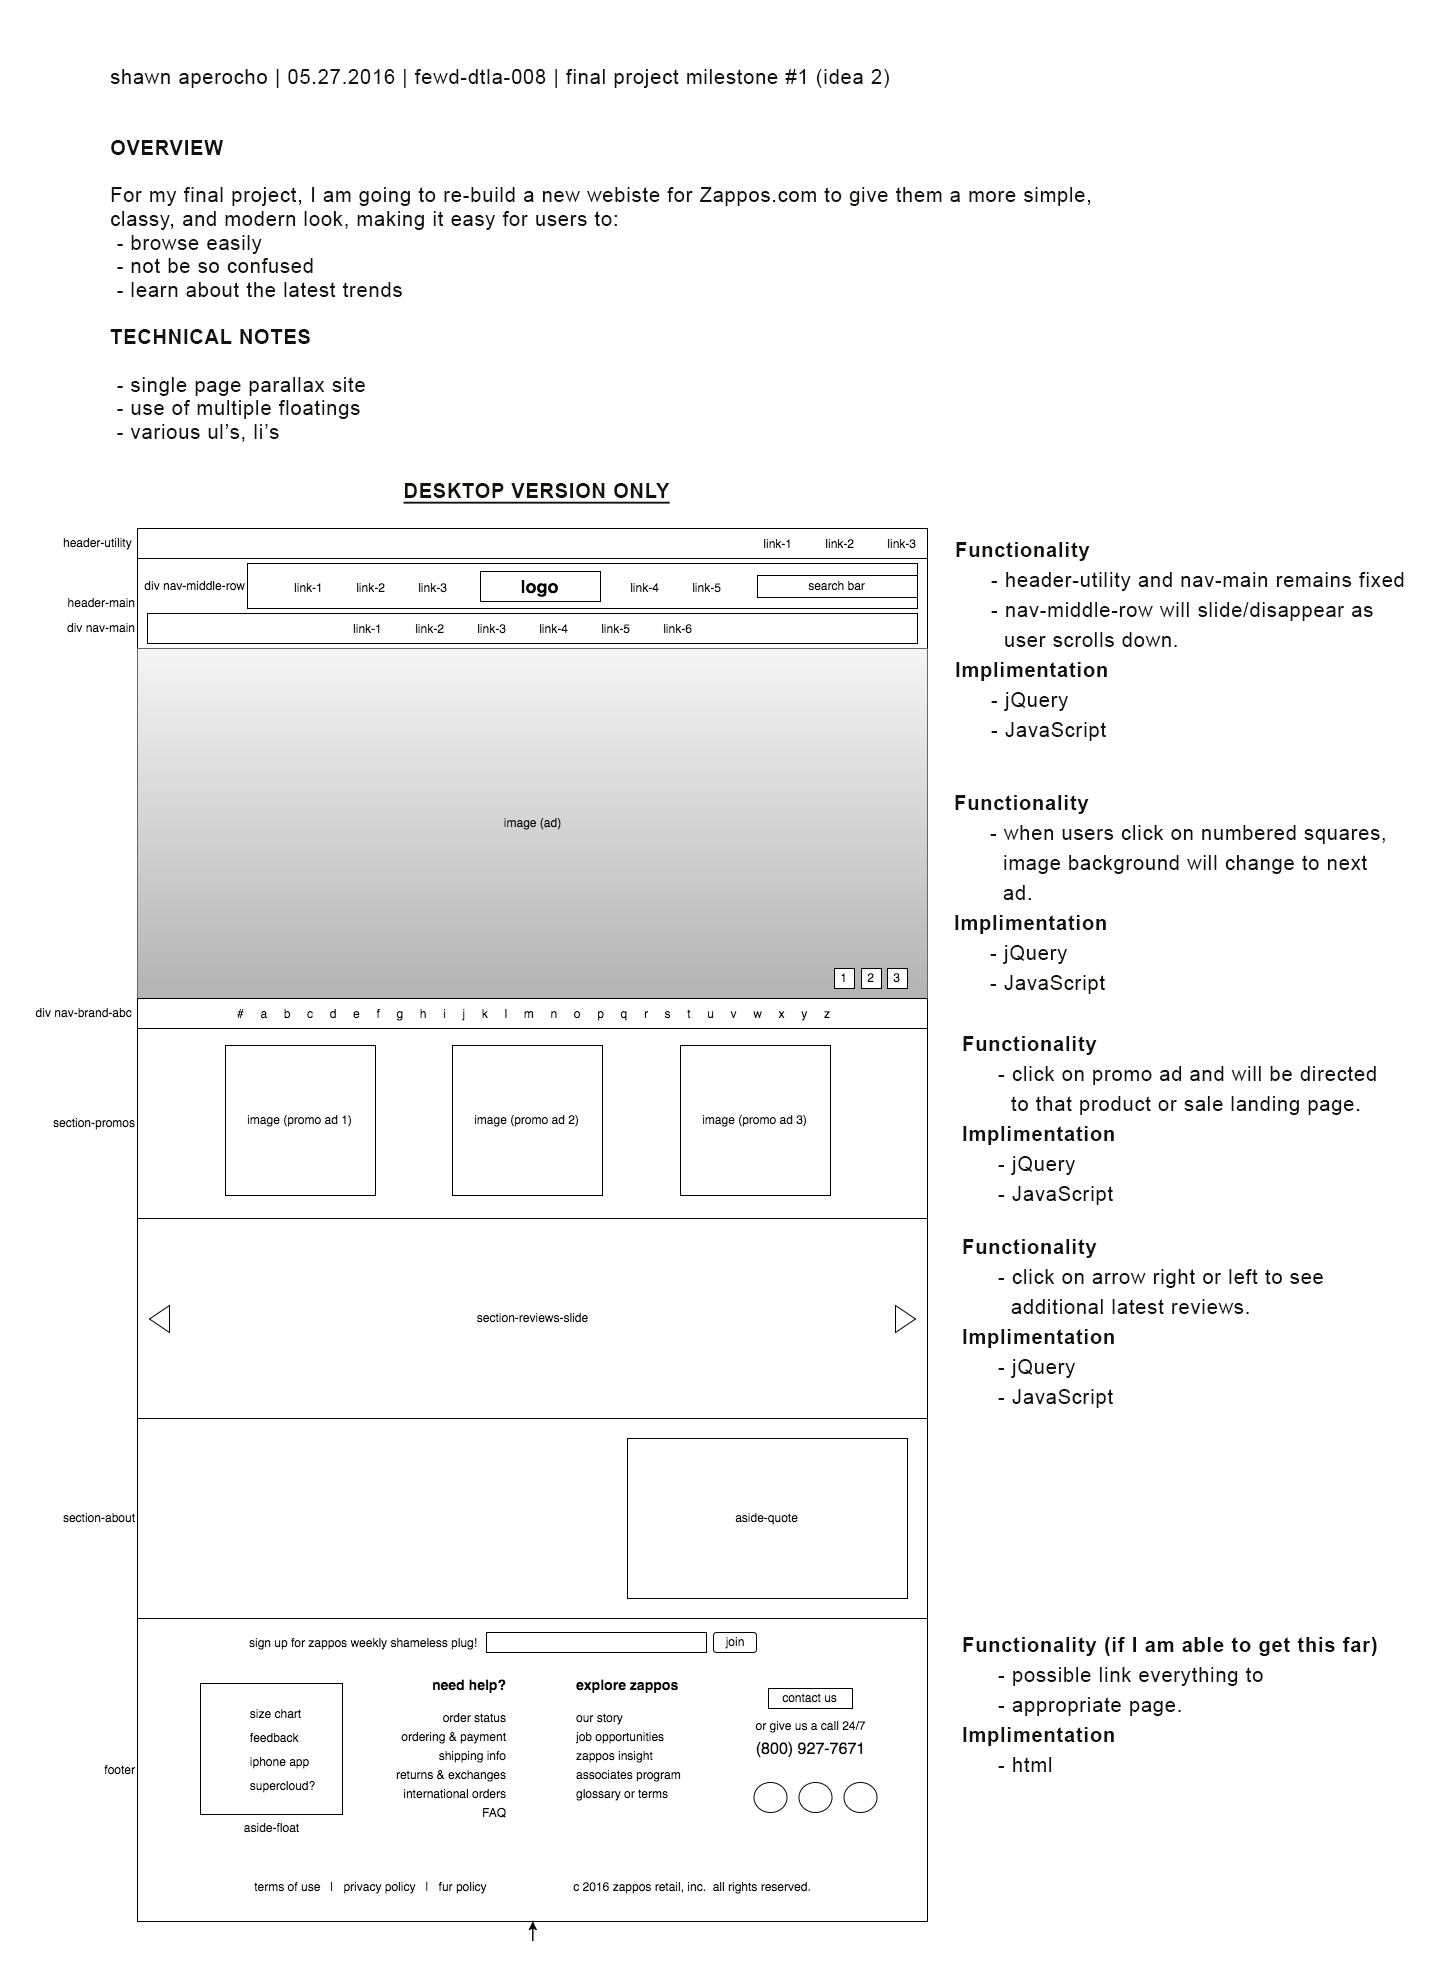 shawn aperocho | 05.27.2016 | fewd-dtla-008 | final project milestone #1 (idea 2)
OVERVIEW
For my final project, I am going to re-build a new webiste for Zappos.com to give them a more simple,
classy, and modern look, making it easy for users to:
- browse easily
- not be so confused
- learn about the latest trends
TECHNICAL NOTES
- single page parallax site
- use of multiple floatings
- various ul's, li's
DESKTOP VERSION ONLY
header-utility
link-1 link-2 link-3
header-main
div nav-middle-row
link-1 link-2 link-3 logo link-4 link-5 search bar
div nav-main
link-1 link-2 link-3 link-4 link-5 link-6
Functionality
- header-utility and nav-main remains fixed
- nav-middle-row will slide/disappear as
user scrolls down.
Implimentation
- jQuery
- JavaScript
image (ad)
1 2 3
Functionality
- when users click on numbered squares,
image background will change to next
ad.
Implimentation
- jQuery
- JavaScript
div nav-brand-abc
# a b c d e f g h i j k l m n o p q r s t u v w x y z
section-promos
image (promo ad 1) image (promo ad 2) image (promo ad 3)
Functionality
- click on promo ad and will be directed
to that product or sale landing page.
Implimentation
- jQuery
- JavaScript
section-reviews-slide
Functionality
- click on arrow right or left to see
additional latest reviews.
Implimentation
- jQuery
- JavaScript
section-about
aside-quote
footer
sign up for zappos weekly shameless plug! join
size chart
feedback
iphone app
supercloud?
aside-float
need help?
order status
ordering & payment
shipping info
returns & exchanges
international orders
FAQ
explore zappos
our story
job opportunities
zappos insight
associates program
glossary or terms
contact us
or give us a call 24/7
(800) 927-7671
terms of use | privacy policy | fur policy
c 2016 zappos retail, inc. all rights reserved.
Functionality (if I am able to get this far)
- possible link everything to
- appropriate page.
Implimentation
- html